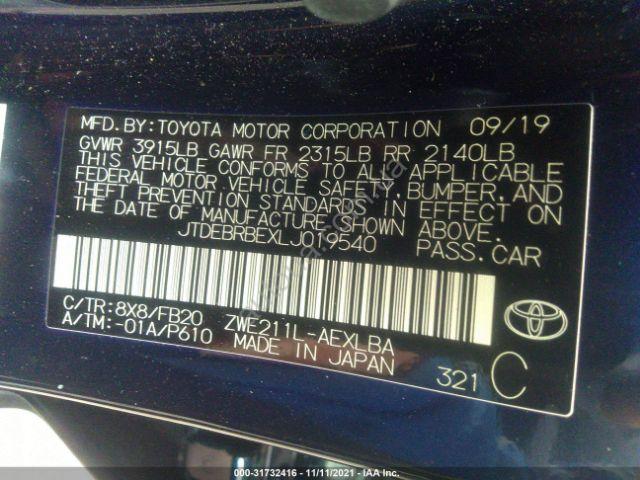 MFD.BY:TOYOTA MOTOR CORPORATION 09/19
GVWR 3915LB GAWR FR 2315LB RR 2140LB
THIS VEHICLE CONFORMS TO ALL APPLICABLE
FEDERAL MOTOR VEHICLE SAFETY, BUMPER, AND
THEFT PREVENTION STANDARDS IN EFFECT ON
THE DATE OF MANUFACTURE SHOWN ABOVE.
JTDEBRBEXLJ019540 PASS.CAR
C/TR:8X8/FB20 ZWE211L-AEXLBA
A/TM:-01A/P610 MADE IN JAPAN
321 C
TOYOTA
000-31732416 - 11/11/2021 - IAA Inc.